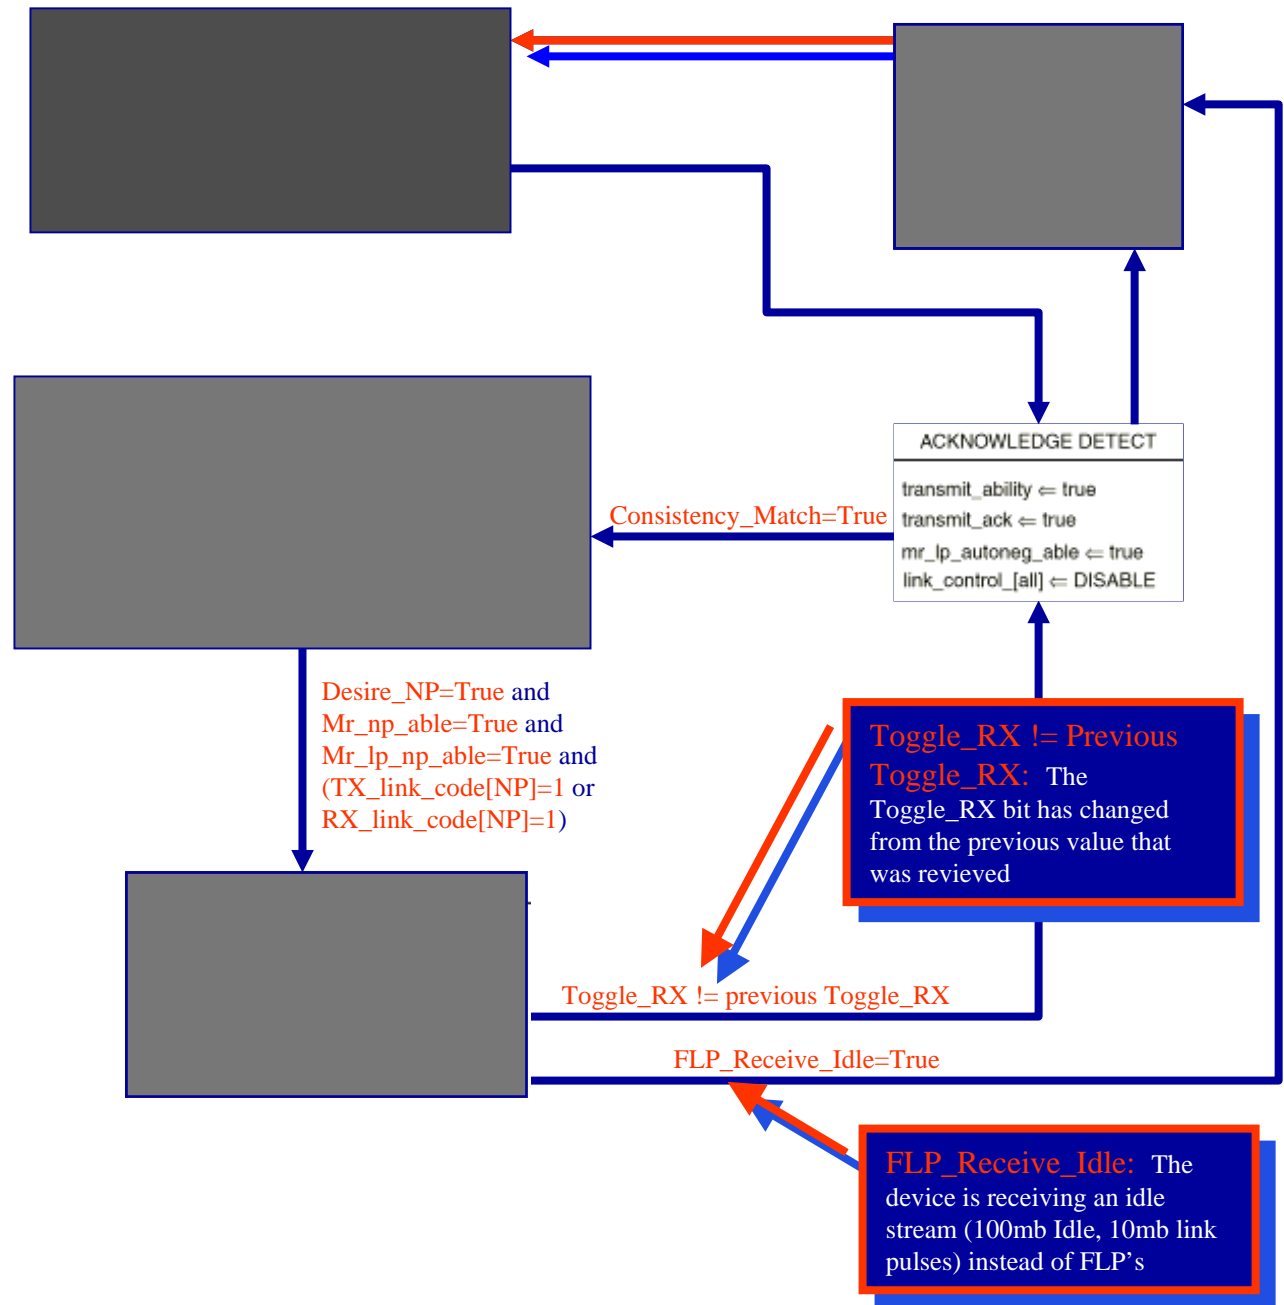 ACKNOWLEDGE DETECT
transmit_ability ⇐ true
transmit_ack ⇐ true
mr_lp_autoneg_able ⇐ true
link_control_[all] ⇐ DISABLE
Consistency_Match=True
Desire_NP=True and
Mr_np_able=True and
Mr_lp_np_able=True and
(TX_link_code[NP]=1 or
RX_link_code[NP]=1)
Toggle_RX != Previous
Toggle_RX: The
Toggle_RX bit has changed
from the previous value that
was revieved
Toggle_RX != previous Toggle_RX
FLP_Receive_Idle=True
FLP_Receive_Idle: The
device is receiving an idle
stream (100mb Idle, 10mb link
pulses) instead of FLP’s